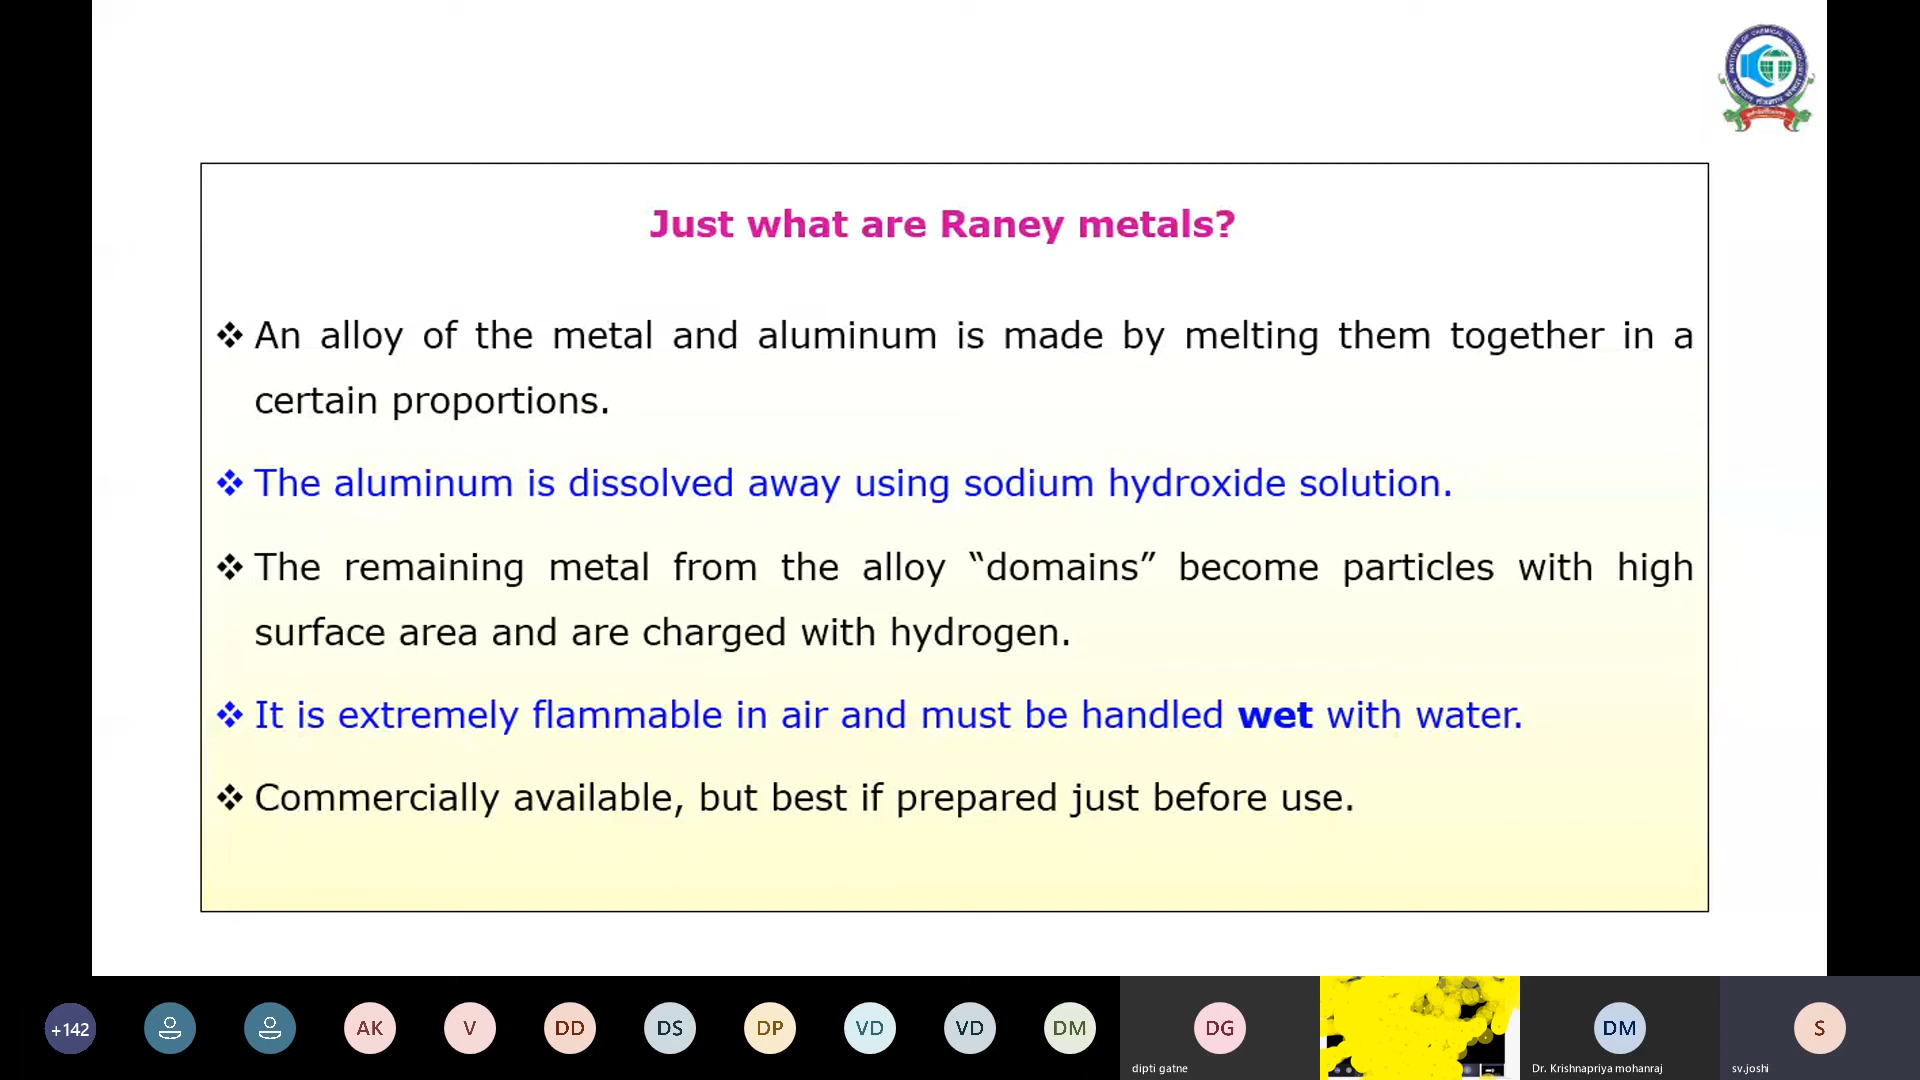 Just what are Raney metals?
❖ An alloy of the metal and aluminum is made by melting them together in a
certain proportions.
❖ The aluminum is dissolved away using sodium hydroxide solution.
❖ The remaining metal from the alloy “domains” become particles with high
surface area and are charged with hydrogen.
❖ It is extremely flammable in air and must be handled wet with water.
❖ Commercially available, but best if prepared just before use.
+142
AK
V
DD
DS
DP
VD
VD
DM
DG
DM
S
dipti gatne
Dr. Krishnapriya mohanraj
sv.joshi